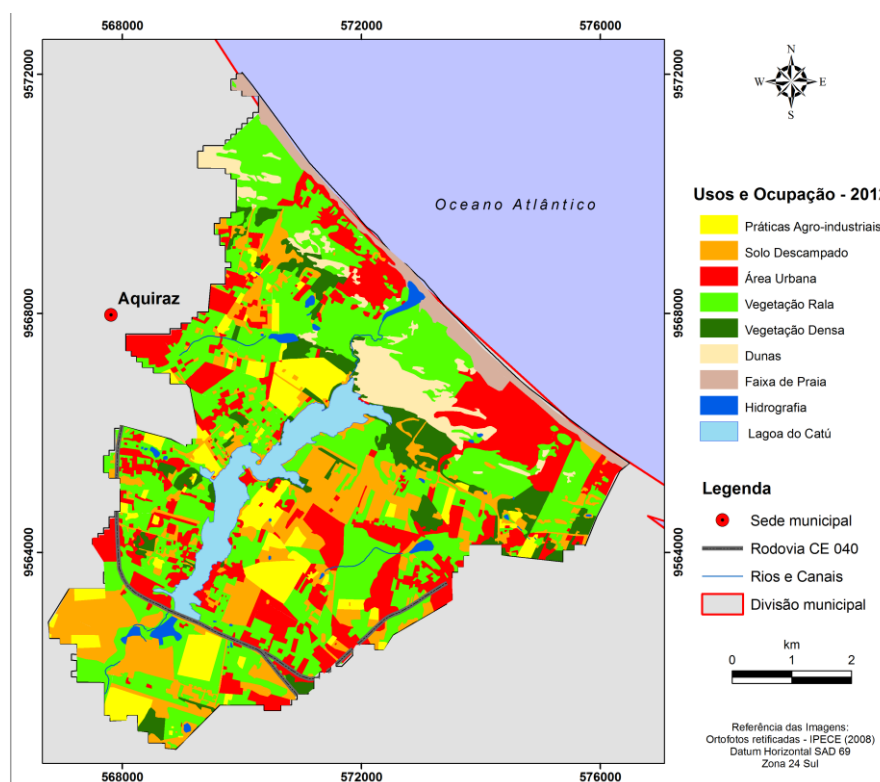 568000
572000
576000
9572000
9572000
N
W
E
S
Oceano Atlântico
Usos e Ocupação - 201
Práticas Agro-industriais
Solo Descampado
Área Urbana
Vegetação Rala
Vegetação Densa
Dunas
Faixa de Praia
Hidrografia
Lagoa do Catú
Aquiraz
9568000
9568000
Legenda
Sede municipal
Rodovia CE 040
Rios e Canais
Divisão municipal
9564000
9564000
km
0 1 2
Referência das Imagens:
Ortofotos retificadas - IPECE (2008)
Datum Horizontal SAD 69
Zona 24 Sul
568000
572000
576000